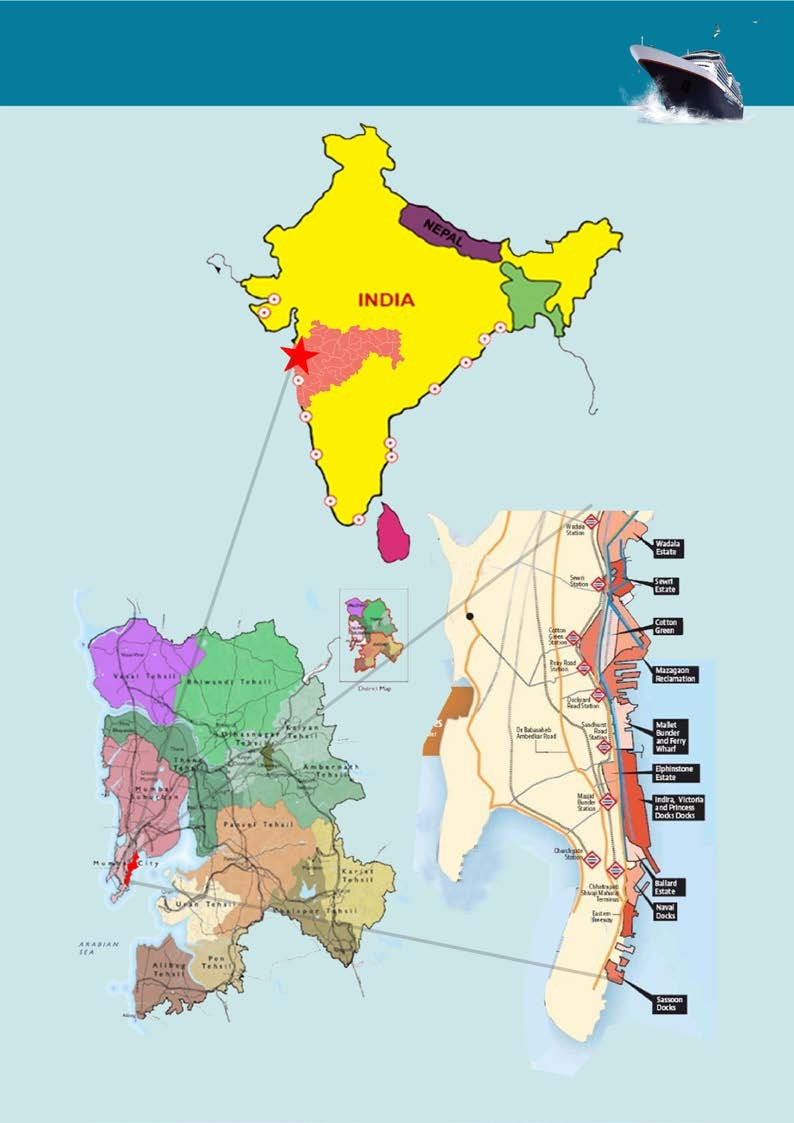 NEPAL
INDIA
Wadala
Station
Wadala
Estate
Sewri
Station
Sewri
Estate
Cotton
Green
Cotton
Green
Station
Reay Road
Station
Mazagaon
Reclamation
Dockyard
Road Station
Sandhurst
Road
Station
Mallet
Bunder
and Ferry
Wharf
Dr Babasaheb
Ambedkar Road
Elphinstone
Estate
Masjid
Bunder
Station
Indira, Victoria
and Princess
Docks Docks
Churchgate
Station
Ballard
Estate
Chhatrapati
Shivaji Maharaj
Terminus
Naval
Docks
Eastern
Freeway
Sassoon
Docks
District Map
Vasai Tehsil
Bhiwandi Tehsil
Kalyan
Tehsil
Ulhasnagar
Tehsil
Thane
Thane
Tehsil
Ambernath
Tehsil
Mumbai
Suburban
Panvel Tehsil
Karjat
Tehsil
Mumbai City
Uran Tehsil
Khalapur Tehsil
ARABIAN
SEA
Pen
Tehsil
Alibag
Tehsil